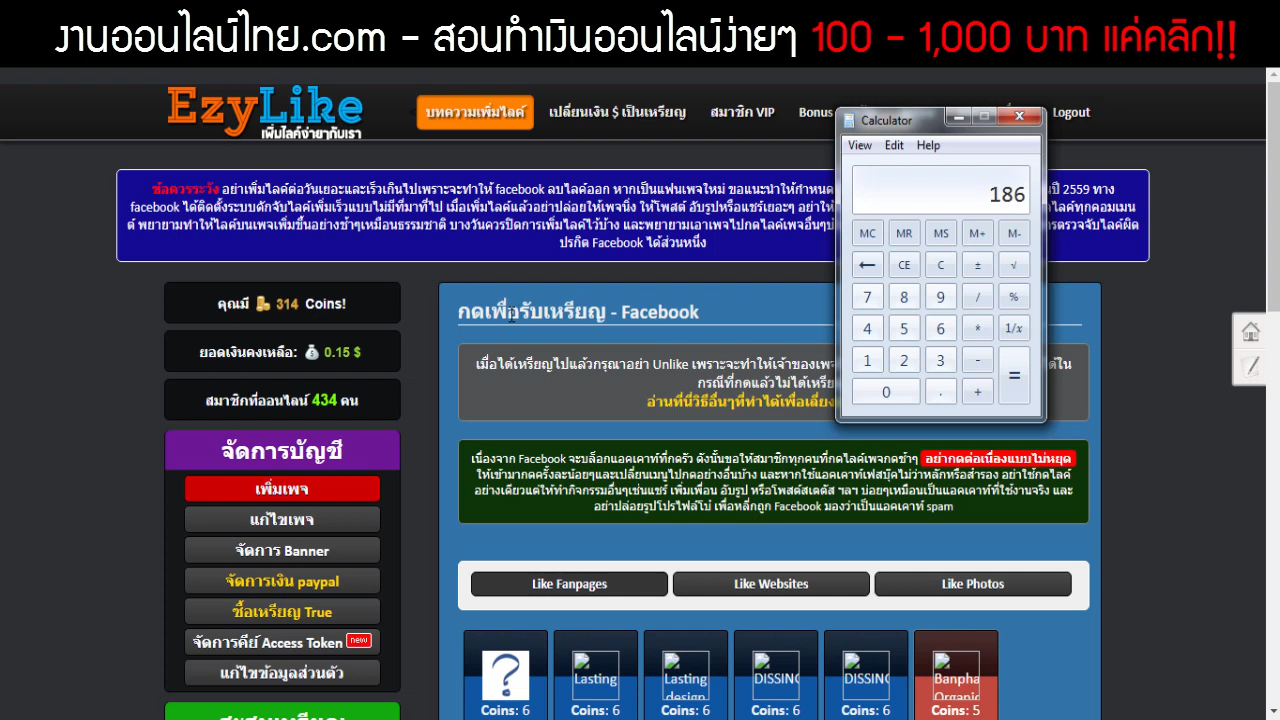 งานออนไลน์ไทย.com - สอนทำเงินออนไลน์ง่ายๆ 100 - 1,000 บาท แค่คลิก!!
EzyLike
เพิ่มไลค์ง่ายๆกับเรา
บทความเพิ่มไลค์ เปลี่ยนเงิน $ เป็นเหรียญ สมาชิก VIP Bonus Logout
ข้อควรระวัง อย่าเพิ่มไลค์ต่อวันเยอะและเร็วเกินไปเพราะจะทำให้ facebook ลบไลค์ออก หากเป็นแฟนเพจใหม่ ขอแนะนำให้กำหนด ปี 2559 ทาง
facebook ได้ติดตั้งระบบดักจับไลค์เพิ่มเร็วแบบไม่มีที่มาที่ไป เมื่อเพิ่มไลค์แล้วอย่าปล่อยให้เพจนิ่ง ให้โพสต์ อัปรูปหรือแชร์เยอะๆ อย่าให้ ไลค์ทุกคอมเมน
ต์ พยายามทำให้ไลค์บนเพจเพิ่มขึ้นอย่างช้าๆเหมือนธรรมชาติ บางวันควรปิดการเพิ่มไลค์ไว้บ้าง และพยายามเอาเพจไปกดไลค์เพจอื่นๆ ตรวจจับไลค์ผิด
ปรกิต Facebook ได้ส่วนหนึ่ง
Calculator
View Edit Help
186
MC MR MS M+ M-
← CE C ± √
7 8 9 / %
4 5 6 * 1/x
1 2 3 - =
0 . +
คุณมี 314 Coins!
ยอดเงินคงเหลือ: 0.15 $
สมาชิกที่ออนไลน์ 434 คน
จัดการบัญชี
เพิ่มเพจ
แก้ไขเพจ
จัดการ Banner
จัดการเงิน paypal
ซื้อเหรียญ True
จัดการคีย์ Access Token new
แก้ไขข้อมูลส่วนตัว
กดเพื่อรับเหรียญ - Facebook
เมื่อได้เหรียญไปแล้วกรุณาอย่า Unlike เพราะจะทำให้เจ้าของเพจ ได้ใน
กรณีที่กดแล้วไม่ได้เหรีย
อ่านที่นี่วิธีอื่นๆที่ทำได้เพื่อเลี่ยง
เนื่องจาก Facebook จะบล็อกแอคเคาท์ที่กดรัว ดังนั้นขอให้สมาชิกทุกคนที่กดไลค์เพจกดช้าๆ อย่ากดต่อเนื่องแบบไม่หยุด
ให้เข้ามากดครั้งละน้อยๆและเปลี่ยนเมนูไปกดอย่างอื่นบ้าง และหากใช้แอคเคาท์เฟสบุ๊คไม่ว่าหลักหรือสำรอง อย่าใช้กดไลค์
อย่างเดียวแต่ให้ทำกิจกรรมอื่นๆเช่นแชร์ เพิ่มเพื่อน อับรูป หรือโพสต์สเตตัส ฯลฯ บ่อยๆเหมือนเป็นแอคเคาท์ที่ใช้งานจริง และ
อย่าปล่อยรูปโปรไฟล์โบ๋ เพื่อหลีกถูก Facebook มองว่าเป็นแอคเคาท์ spam
Like Fanpages Like Websites Like Photos
? Lasting Lasting design DISSING DISSING Banpha Organic
Coins: 6 Coins: 6 Coins: 6 Coins: 6 Coins: 6 Coins: 5